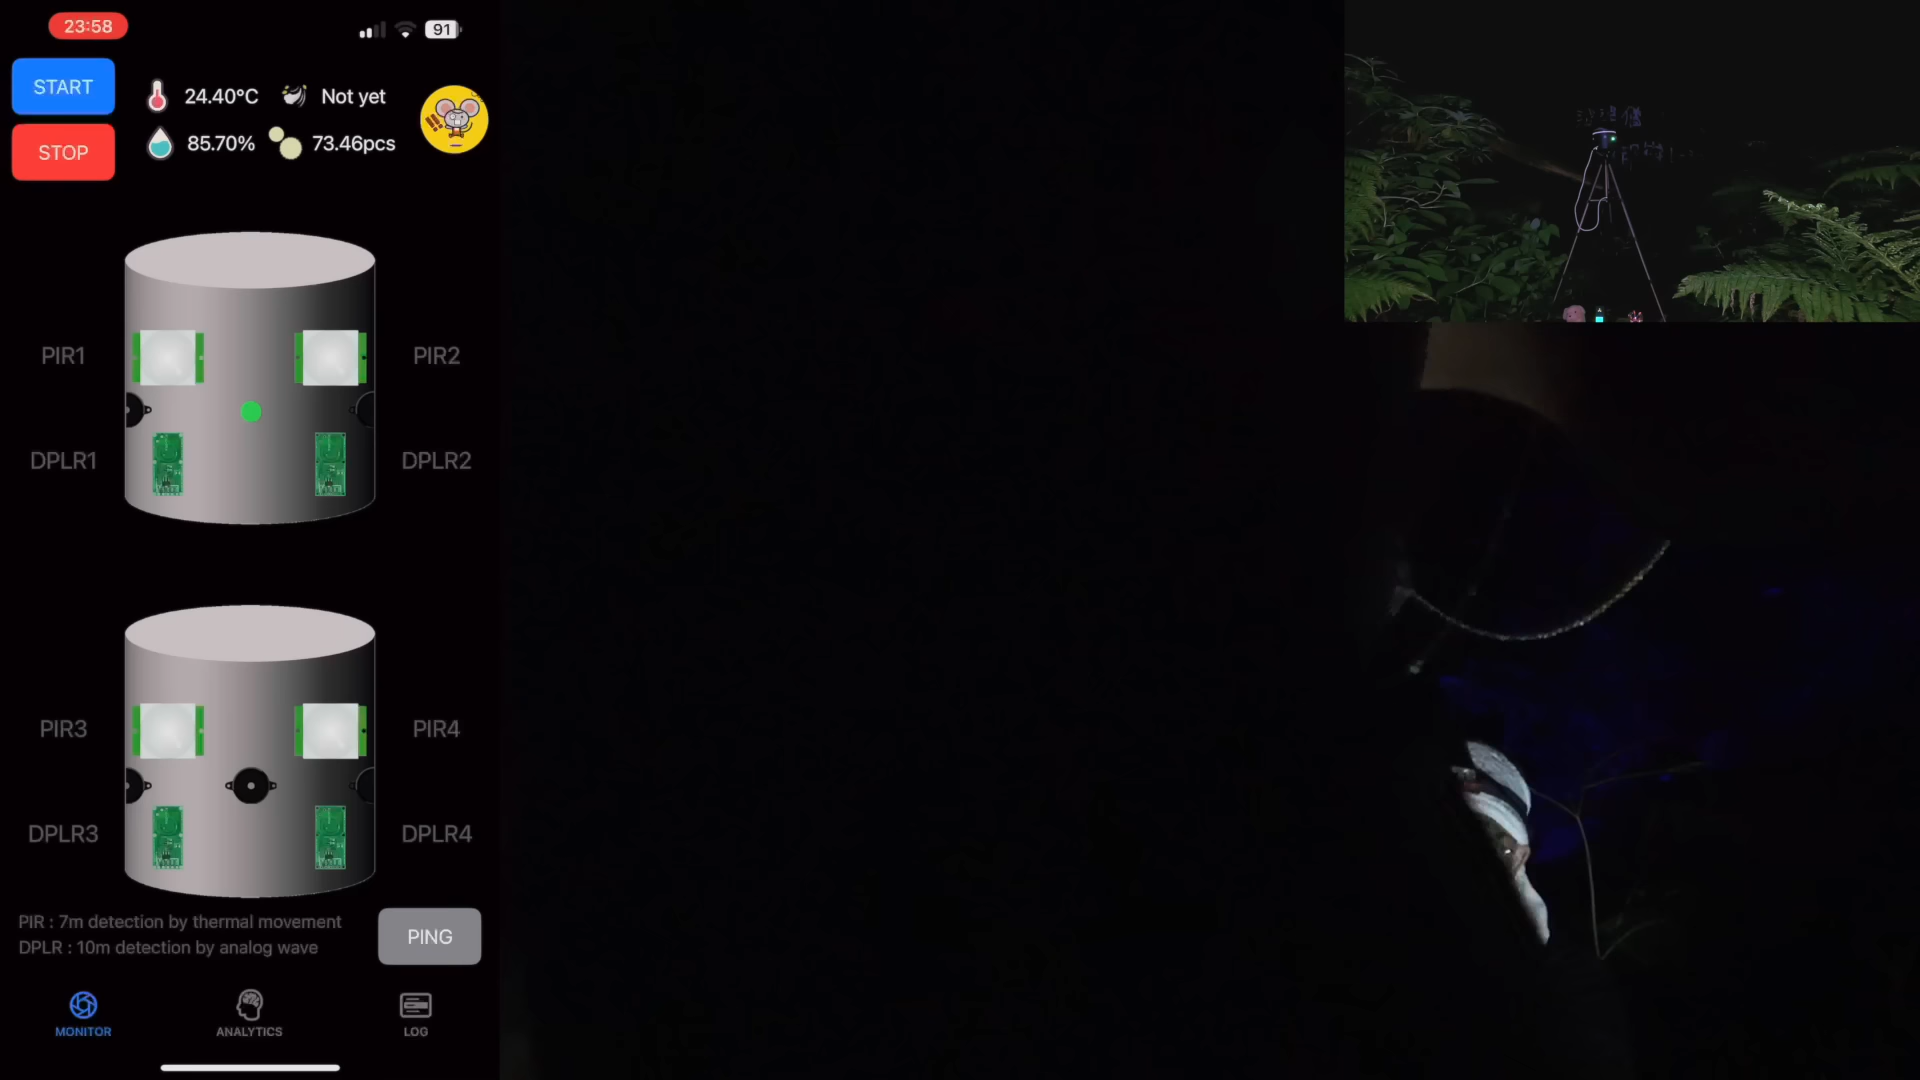 23:58
91
START
24.40°C
Not yet
STOP
85.70%
73.46pcs
PIR1
PIR2
DPLR1
DPLR2
PIR3
PIR4
DPLR3
DPLR4
PIR : 7m detection by thermal movement
DPLR : 10m detection by analog wave
PING
MONITOR
ANALYTICS
LOG